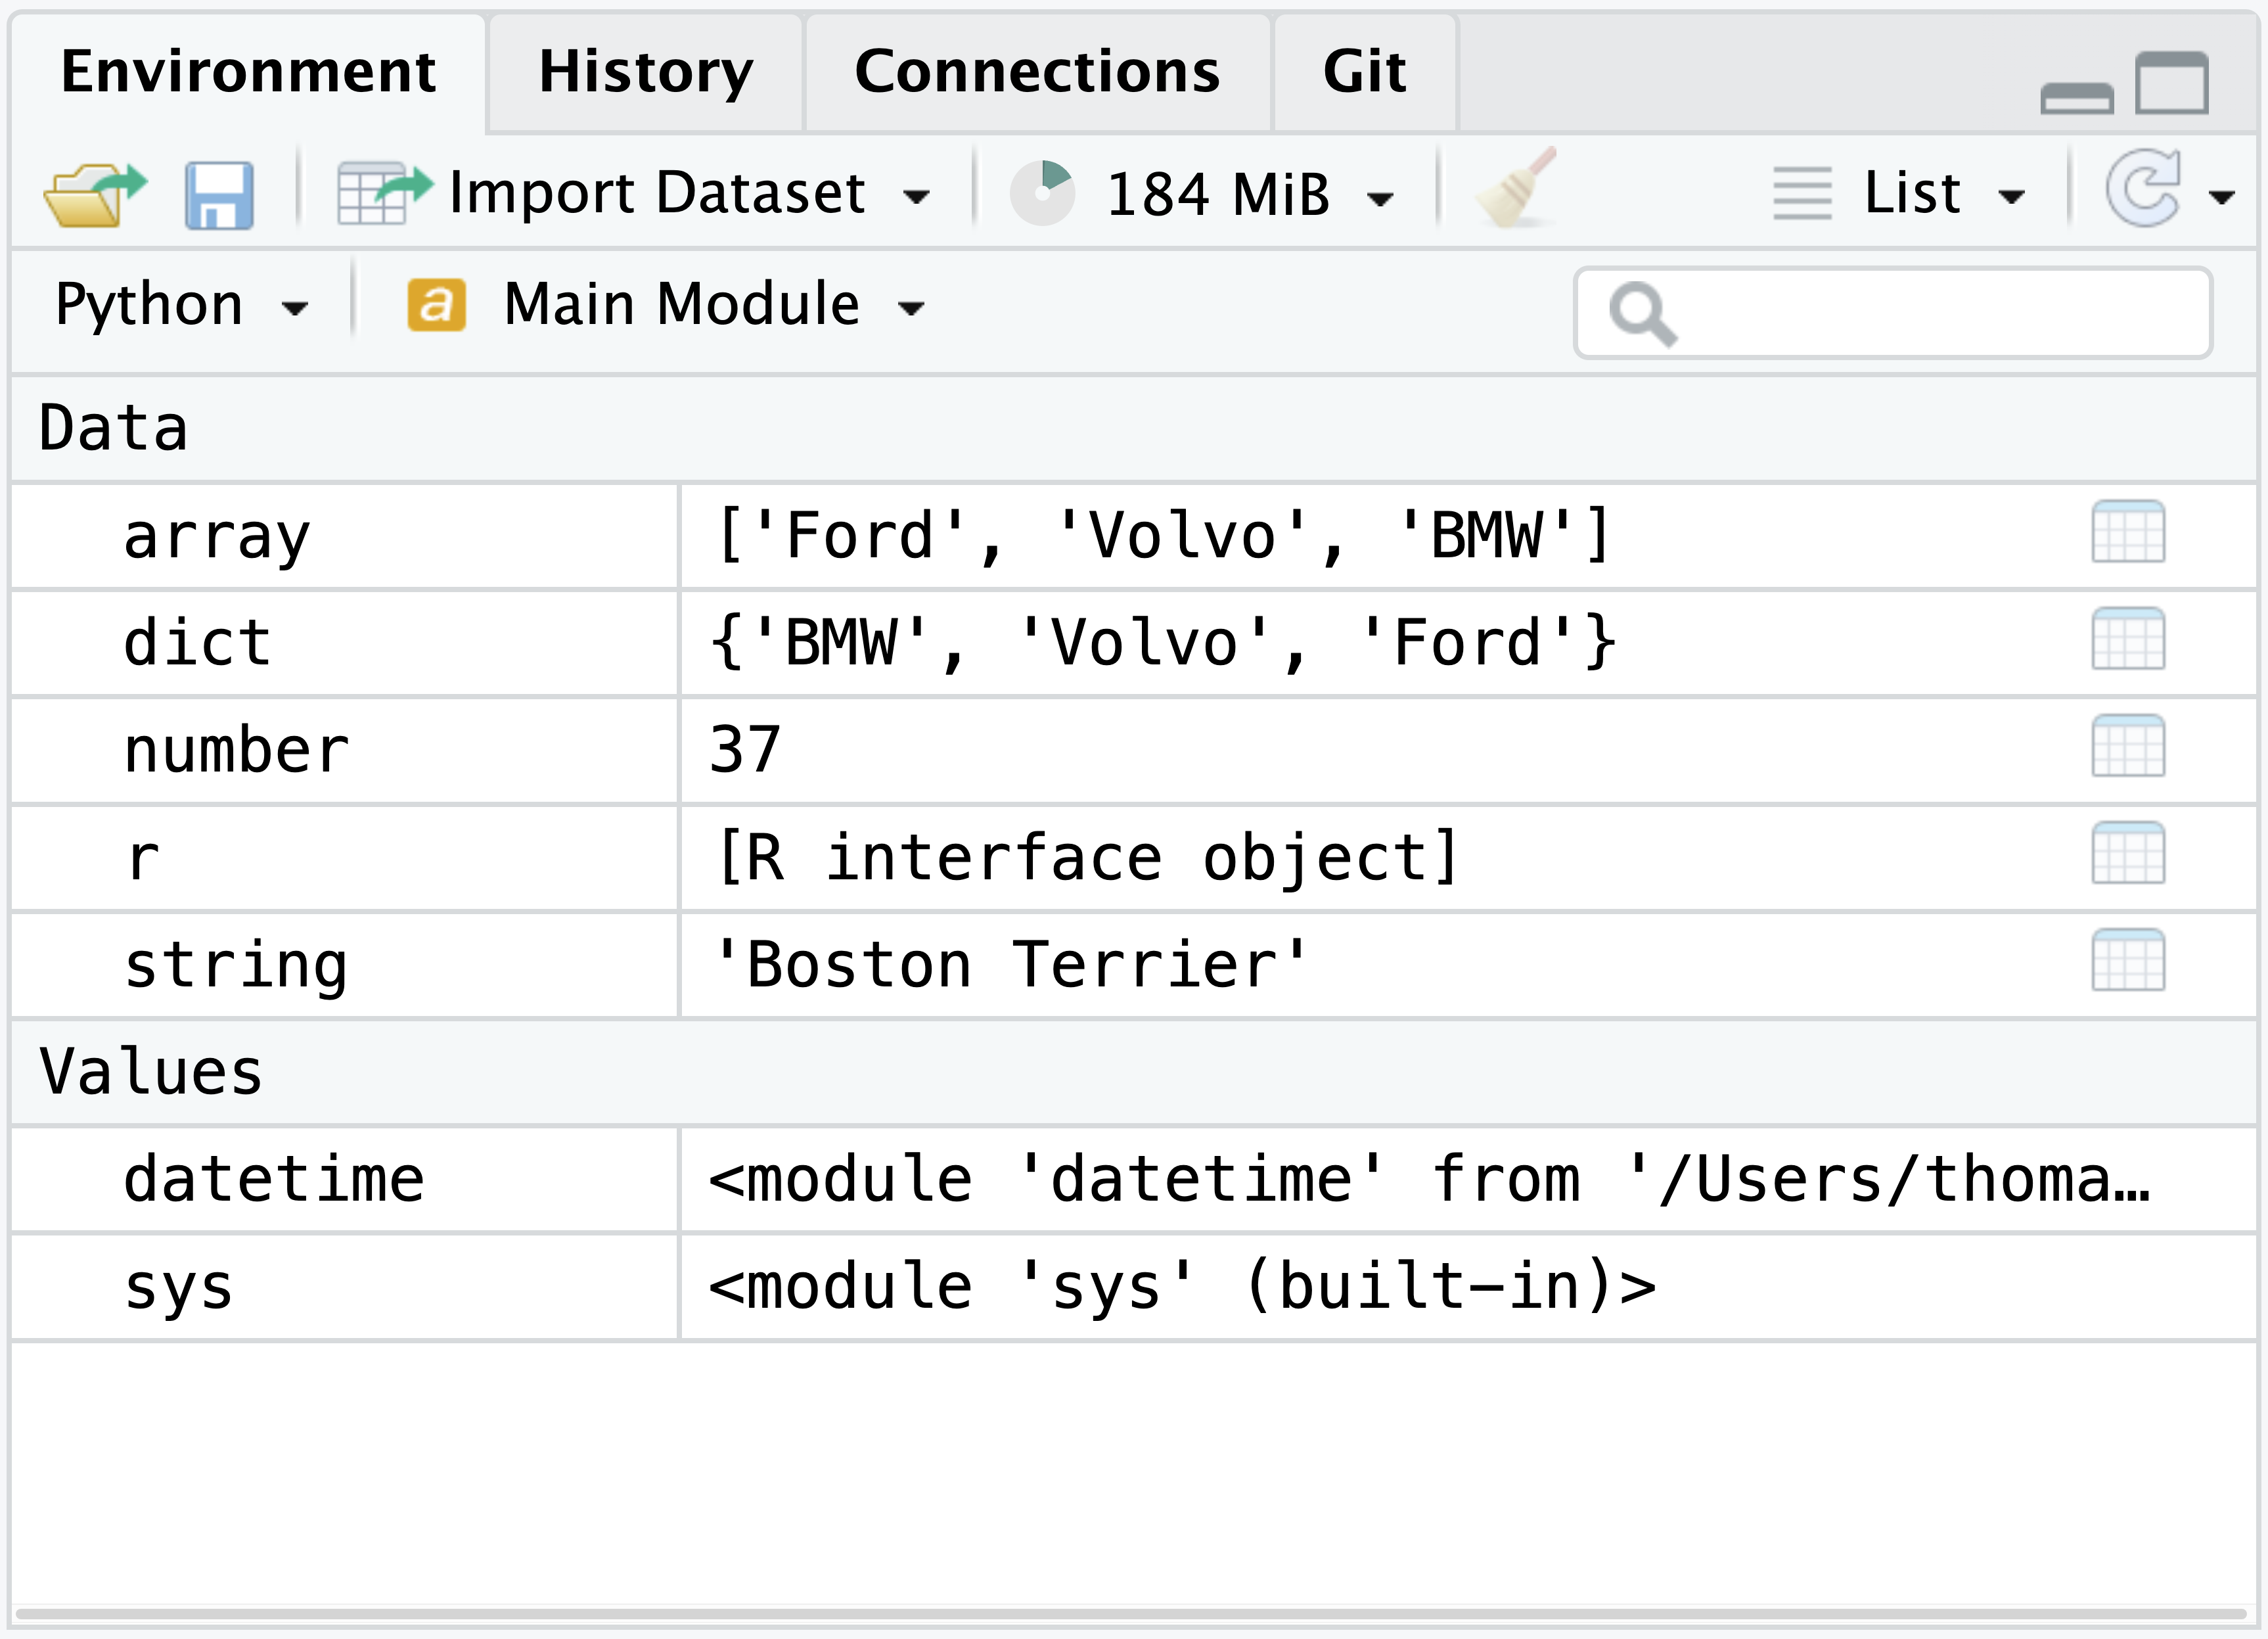 Environment History Connections Git
Import Dataset 184 MiB List
Python a Main Module
Data
array ['Ford', 'Volvo', 'BMW']
dict {'BMW', 'Volvo', 'Ford'}
number 37
r [R interface object]
string 'Boston Terrier'
Values
datetime <module 'datetime' from '/Users/thoma…
sys <module 'sys' (built-in)>